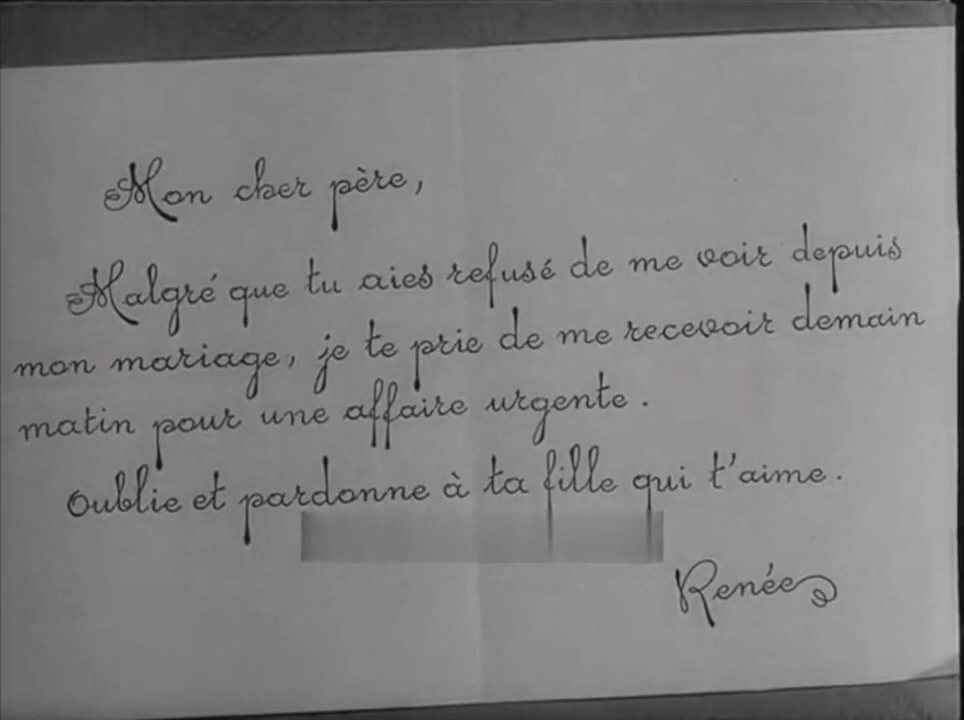 Mon cher père,
Malgré que tu aies refusé de me voir depuis
mon mariage, je te prie de me recevoir demain
matin pour une affaire urgente.
Oublie et pardonne à ta fille qui t'aime.
Renée